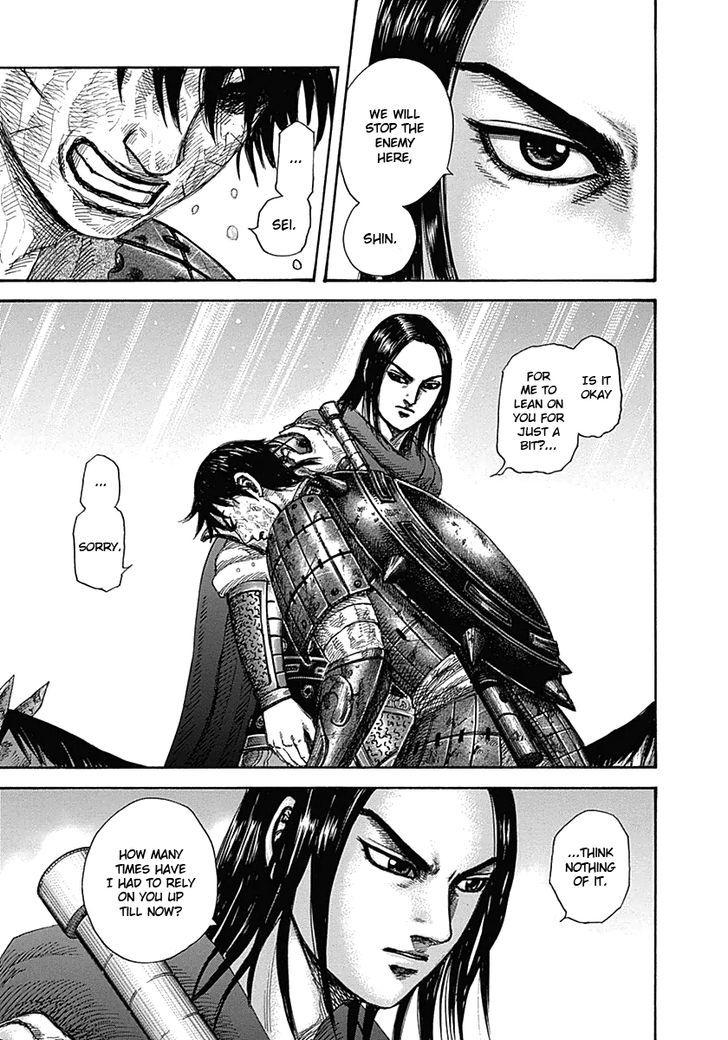 WE WILL
STOP THE
ENEMY
HERE,
SHIN.
...
SEI.
IS IT
OKAY
FOR
ME TO
LEAN ON
YOU FOR
JUST A
BIT?...
...
SORRY.
...THINK
NOTHING
OF IT.
HOW MANY
TIMES HAVE
I HAD TO RELY
ON YOU UP
TILL NOW?